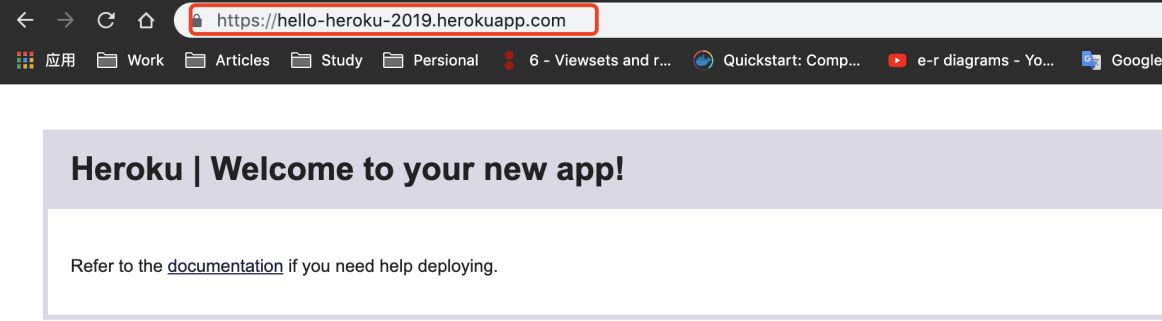 https://hello-heroku-2019.herokuapp.com
应用 Work Articles Study Persional 6 - Viewsets and r... Quickstart: Comp... e-r diagrams - Yo... Google
Heroku | Welcome to your new app!
Refer to the documentation if you need help deploying.